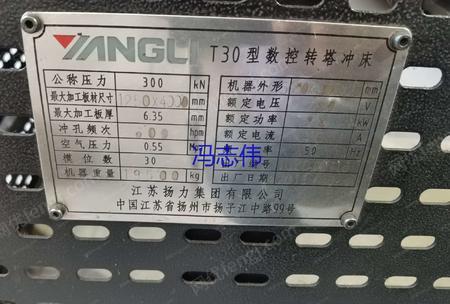 YANGLI T30型数控转塔冲床
公称压力 300 kN 机器外形 mm
最大加工板材尺寸 1250X4000 mm 额定电压 V
最大加工板厚 6.35 mm 额定功率 kW
冲孔频次 hpm 额定电流 A
空气压力 0.55 率 50 Hz
模位数 30
机器重量 kg 出厂日期
冯志伟
江苏扬力集团有限公司
中国江苏省扬州市扬子江中路99号